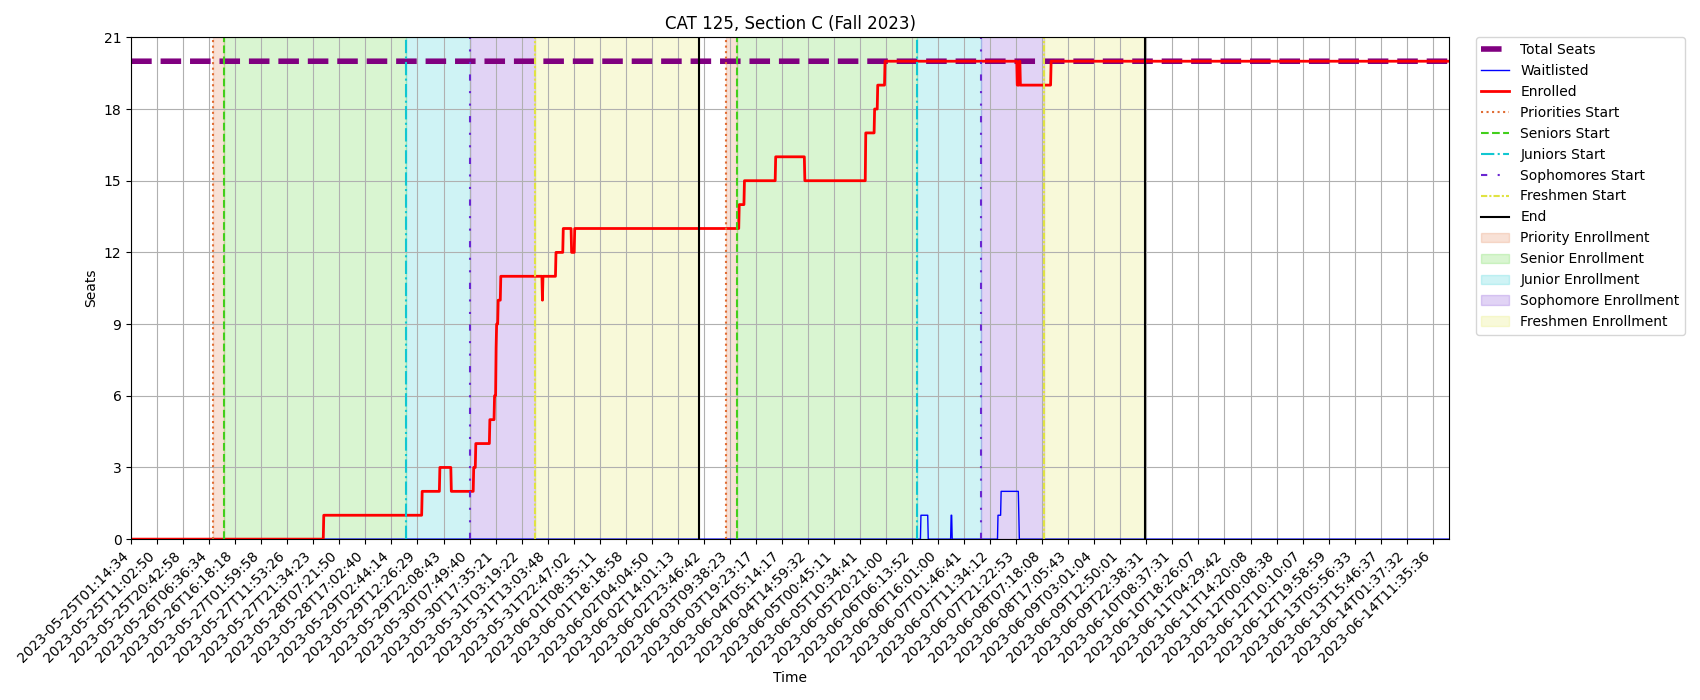 CAT 125, Section C (Fall 2023)
Seats
21
18
15
12
9
6
3
0
2023-05-25T01:14:34
2023-05-25T11:02:50
2023-05-25T20:42:58
2023-05-26T06:36:34
2023-05-26T16:18:18
2023-05-27T01:59:58
2023-05-27T11:53:26
2023-05-27T21:34:23
2023-05-28T07:21:50
2023-05-28T17:02:40
2023-05-29T02:44:14
2023-05-29T12:26:29
2023-05-29T22:08:43
2023-05-30T07:49:40
2023-05-30T17:35:21
2023-05-31T03:19:22
2023-05-31T13:03:48
2023-05-31T22:47:02
2023-06-01T08:35:11
2023-06-01T18:18:58
2023-06-02T04:04:50
2023-06-02T14:01:13
2023-06-02T23:46:42
2023-06-03T09:38:23
2023-06-03T19:23:17
2023-06-04T05:14:17
2023-06-04T14:59:32
2023-06-05T00:45:11
2023-06-05T10:34:41
2023-06-05T20:21:00
2023-06-06T06:13:52
2023-06-06T16:01:00
2023-06-07T01:46:41
2023-06-07T11:34:12
2023-06-07T21:22:53
2023-06-08T07:18:08
2023-06-08T17:05:43
2023-06-09T03:01:04
2023-06-09T12:50:01
2023-06-09T22:38:31
2023-06-10T08:37:31
2023-06-10T18:26:07
2023-06-11T04:29:42
2023-06-11T14:20:08
2023-06-12T00:08:38
2023-06-12T10:10:07
2023-06-12T19:58:59
2023-06-13T05:56:33
2023-06-13T15:46:37
2023-06-14T01:37:32
2023-06-14T11:35:36
Time
Total Seats
Waitlisted
Enrolled
Priorities Start
Seniors Start
Juniors Start
Sophomores Start
Freshmen Start
End
Priority Enrollment
Senior Enrollment
Junior Enrollment
Sophomore Enrollment
Freshmen Enrollment